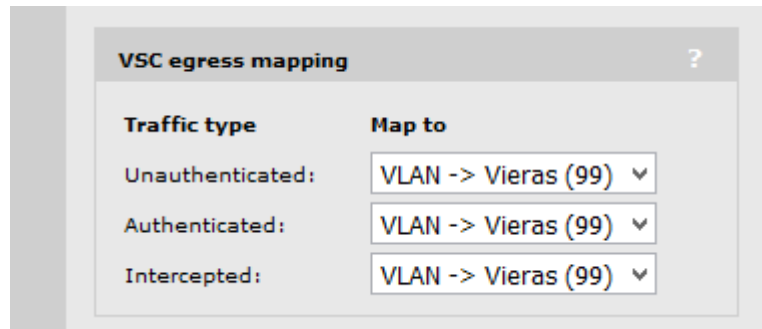 VSC egress mapping ?
Traffic type Map to
Unauthenticated: VLAN -> Vieras (99)
Authenticated: VLAN -> Vieras (99)
Intercepted: VLAN -> Vieras (99)